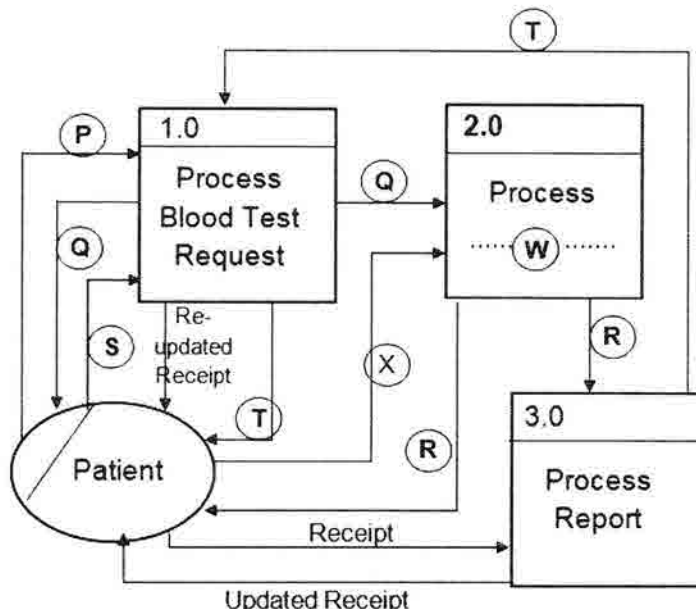 T
P
1.0
Process
Blood Test
Request
Q
2.0
Process
........ W ........
Q
S
Re-
updated
Receipt
X
R
T
R
3.0
Process
Report
Patient
Receipt
Updated Receipt